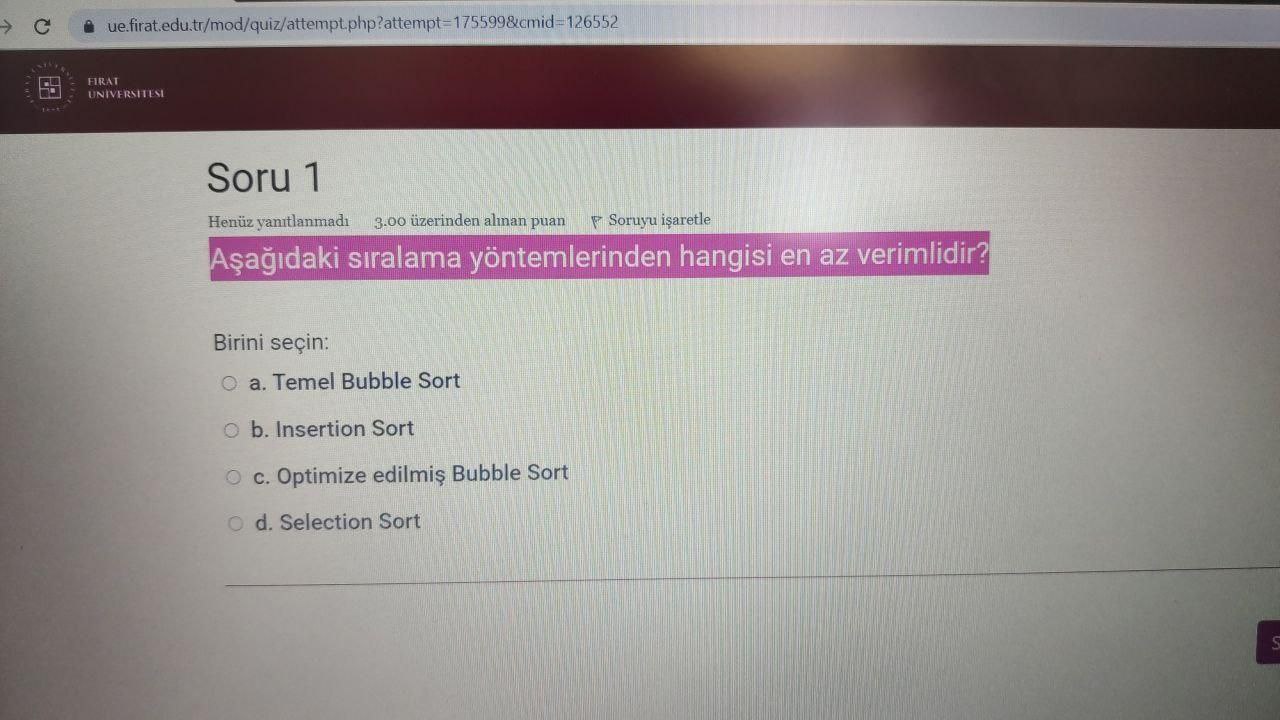 ue.firat.edu.tr/mod/quiz/attempt.php?attempt=175599&cmid=126552
FIRAT
ÜNİVERSİTESİ
Soru 1
Henüz yanıtlanmadı 3.00 üzerinden alınan puan Soruyu işaretle
Aşağıdaki sıralama yöntemlerinden hangisi en az verimlidir?
Birini seçin:
a. Temel Bubble Sort
b. Insertion Sort
c. Optimize edilmiş Bubble Sort
d. Selection Sort